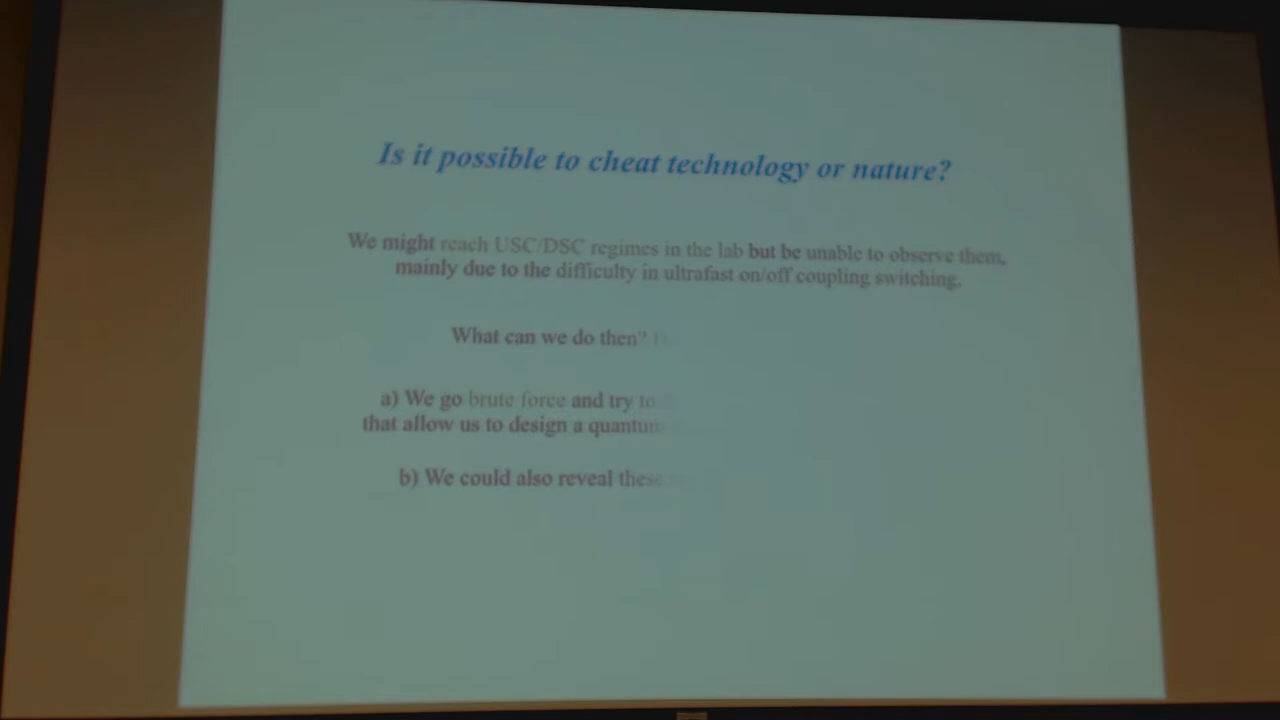 Is it possible to cheat technology or nature?
We might reach USC/DSC regimes in the lab but be unable to observe them,
mainly due to the difficulty in ultrafast on/off coupling switching.
What can we do then?
a) We go brute force and try to
that allow us to design a quantum
b) We could also reveal these